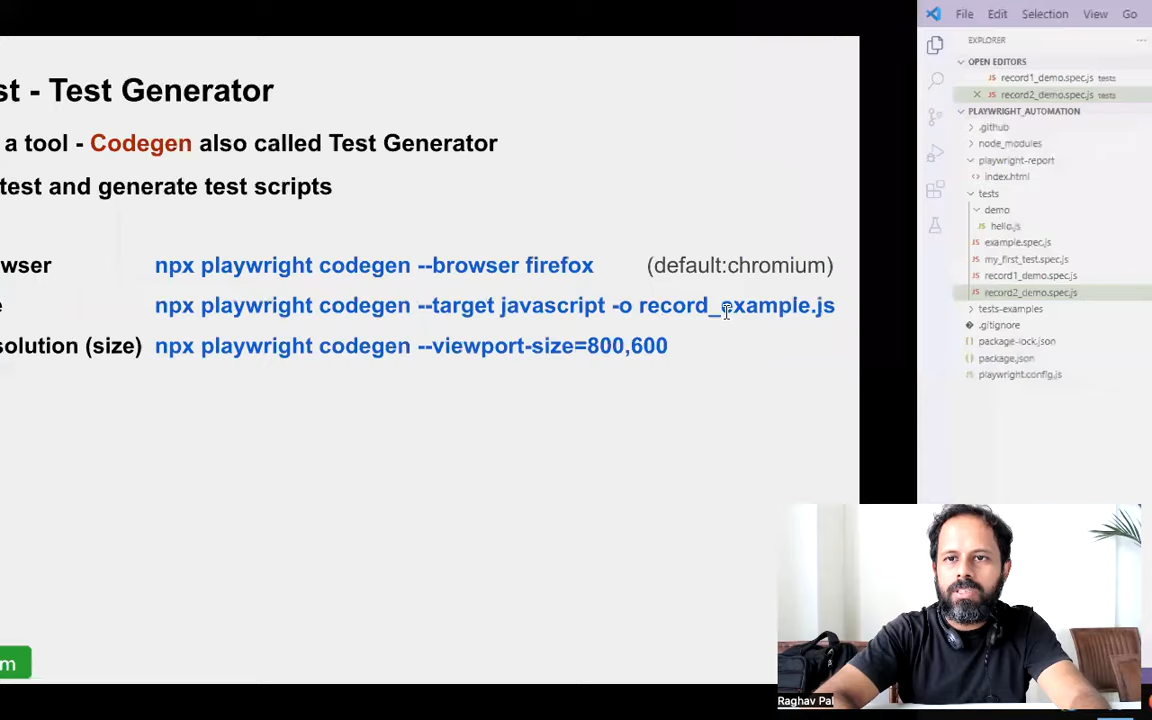 st - Test Generator
a tool - Codegen also called Test Generator
test and generate test scripts
wser npx playwright codegen --browser firefox (default:chromium)
e npx playwright codegen --target javascript -o record_example.js
solution (size) npx playwright codegen --viewport-size=800,600
m
File Edit Selection View Go
EXPLORER
OPEN EDITORS
record1_demo.spec.js tests
record2_demo.spec.js tests
PLAYWRIGHT_AUTOMATION
.github
node_modules
playwright-report
index.html
tests
demo
hello.js
example.spec.js
my_first_test.spec.js
record1_demo.spec.js
record2_demo.spec.js
tests-examples
.gitignore
package-lock.json
package.json
playwright.config.js
Raghav Pal